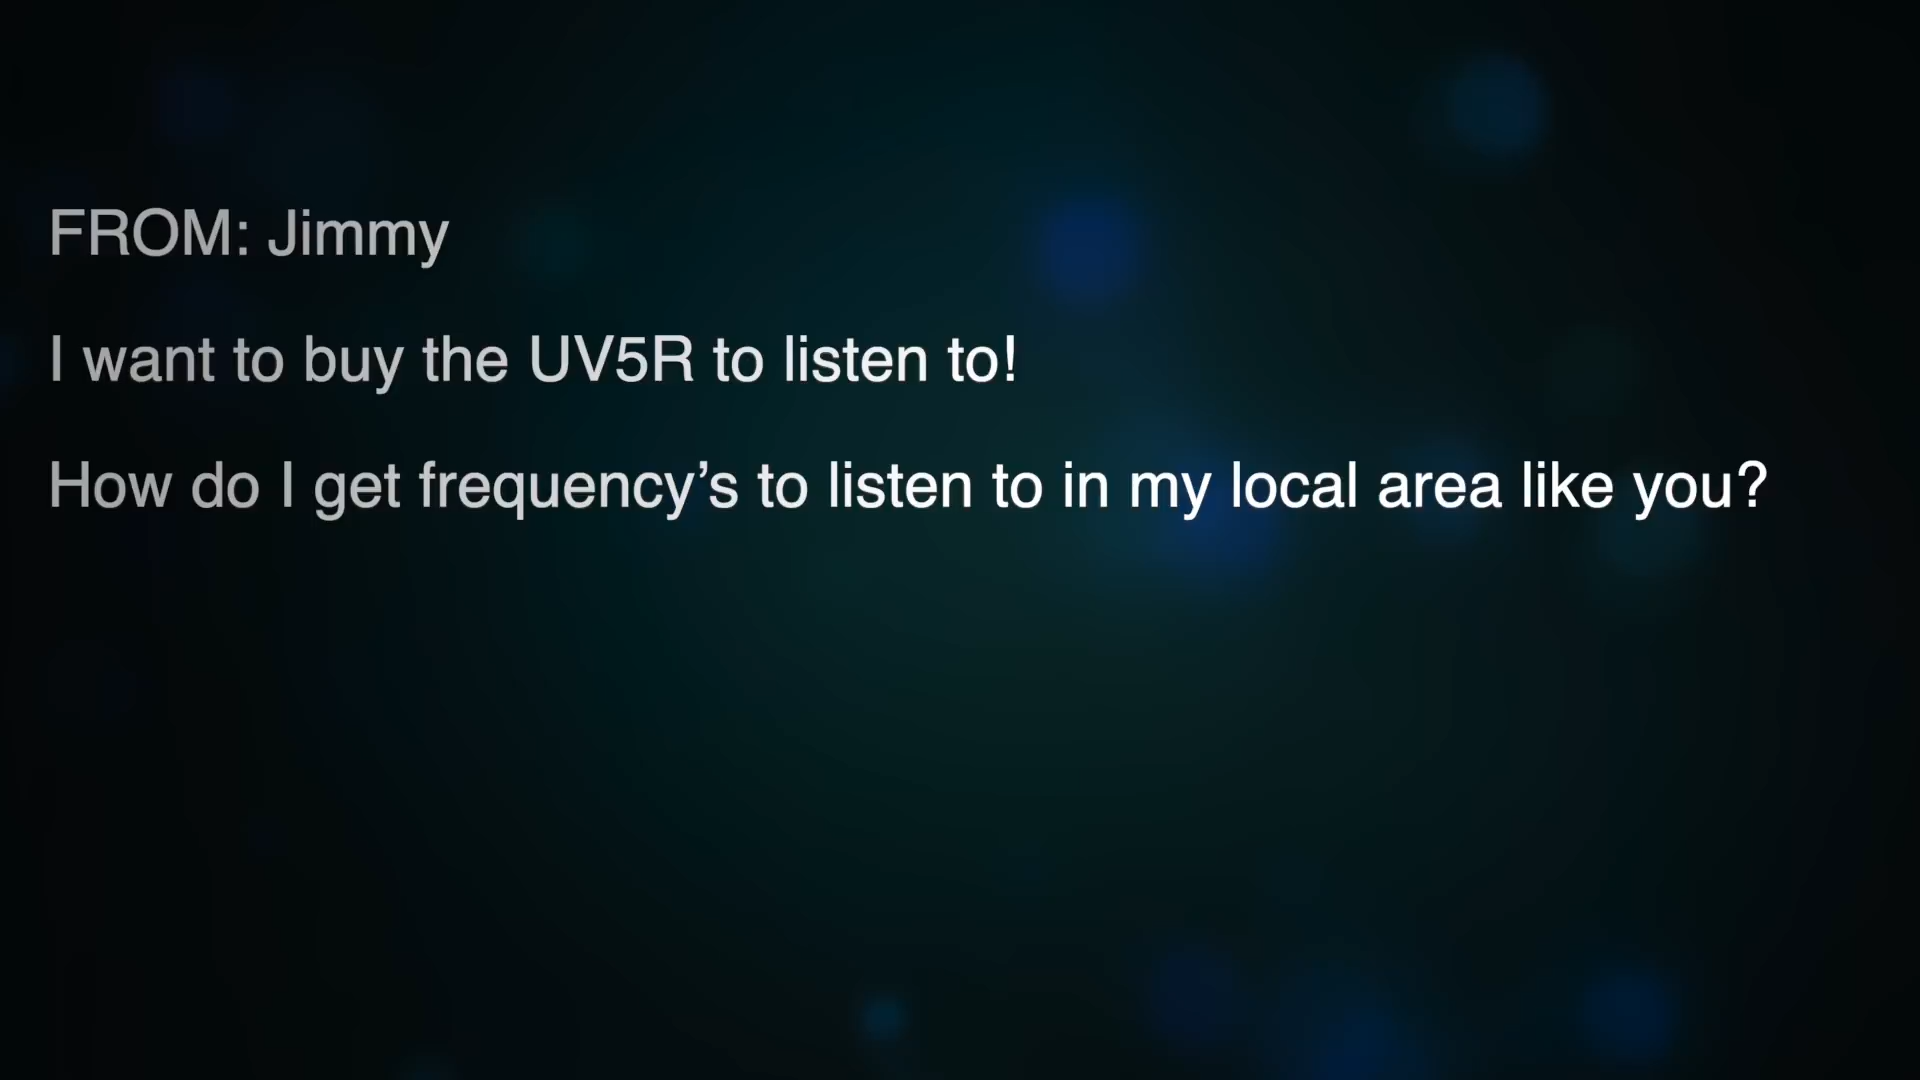 FROM: Jimmy
I want to buy the UV5R to listen to!
How do I get frequency’s to listen to in my local area like you?